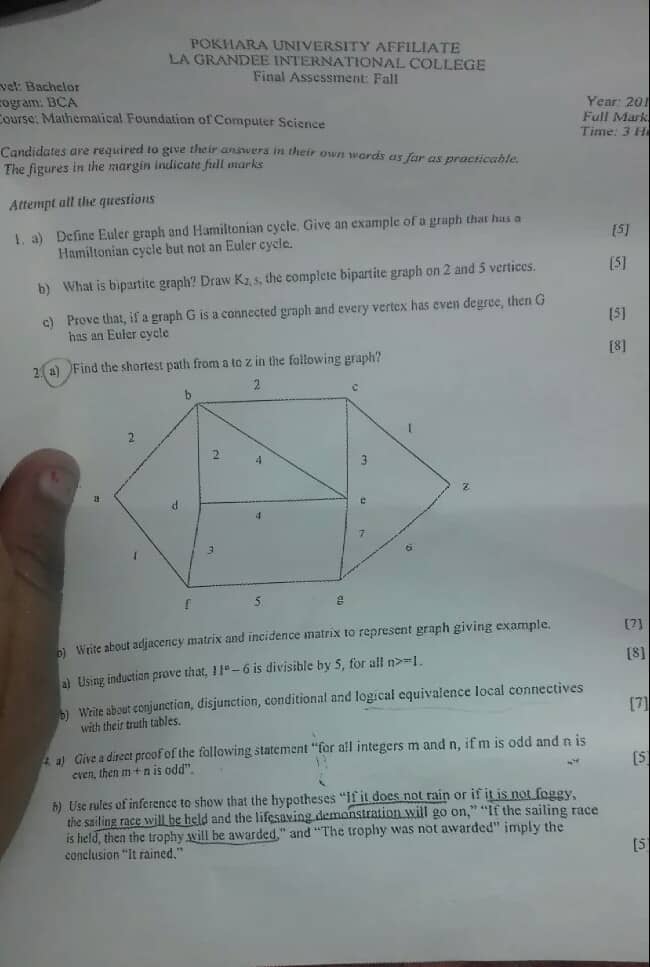 POKHARA UNIVERSITY AFFILIATE
LA GRANDEE INTERNATIONAL COLLEGE
Final Assessment: Fall
vel: Bachelor
rogram: BCA
Course: Mathematical Foundation of Computer Science
Year: 201
Full Mark
Time: 3 H
Candidates are required to give their answers in their own words as far as practicable.
The figures in the margin indicate full marks
Attempt all the questions
1. a) Define Euler graph and Hamiltonian cycle. Give an example of a graph that has a [5]
Hamiltonian cycle but not an Euler cycle.
b) What is bipartite graph? Draw K2, 5, the complete bipartite graph on 2 and 5 vertices. [5]
c) Prove that, if a graph G is a connected graph and every vertex has even degree, then G [5]
has an Euler cycle
2. a) Find the shortest path from a to z in the following graph? [8]
b 2 c
2 1
2 4 3
a d e z
4
1 3 7 6
f 5 g
b) Write about adjacency matrix and incidence matrix to represent graph giving example. [7]
a) Using induction prove that, 11ⁿ – 6 is divisible by 5, for all n>=1. [8]
b) Write about conjunction, disjunction, conditional and logical equivalence local connectives [7]
with their truth tables.
a) Give a direct proof of the following statement "for all integers m and n, if m is odd and n is [5
even, then m + n is odd".
b) Use rules of inference to show that the hypotheses "If it does not rain or if it is not foggy,
the sailing race will be held and the lifesaving demonstration will go on," "If the sailing race
is held, then the trophy will be awarded," and "The trophy was not awarded" imply the
conclusion "It rained." [5